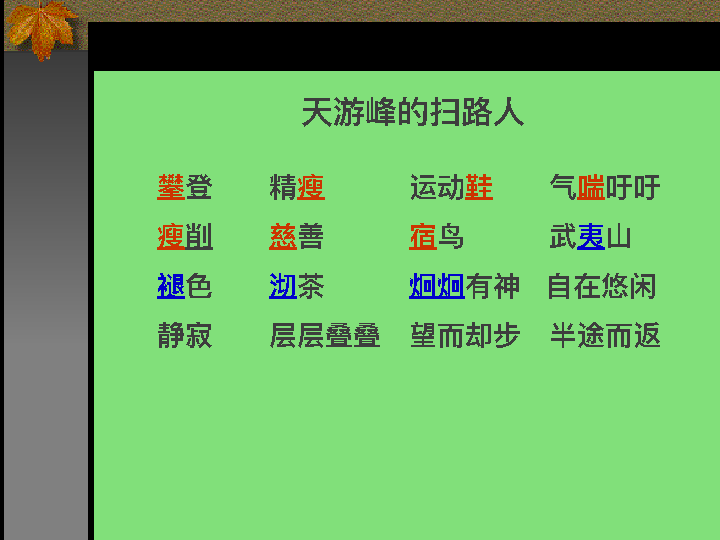 天游峰的扫路人
攀登 精瘦 运动鞋 气喘吁吁
瘦削 慈善 宿鸟 武夷山
褪色 沏茶 炯炯有神 自在悠闲
静寂 层层叠叠 望而却步 半途而返